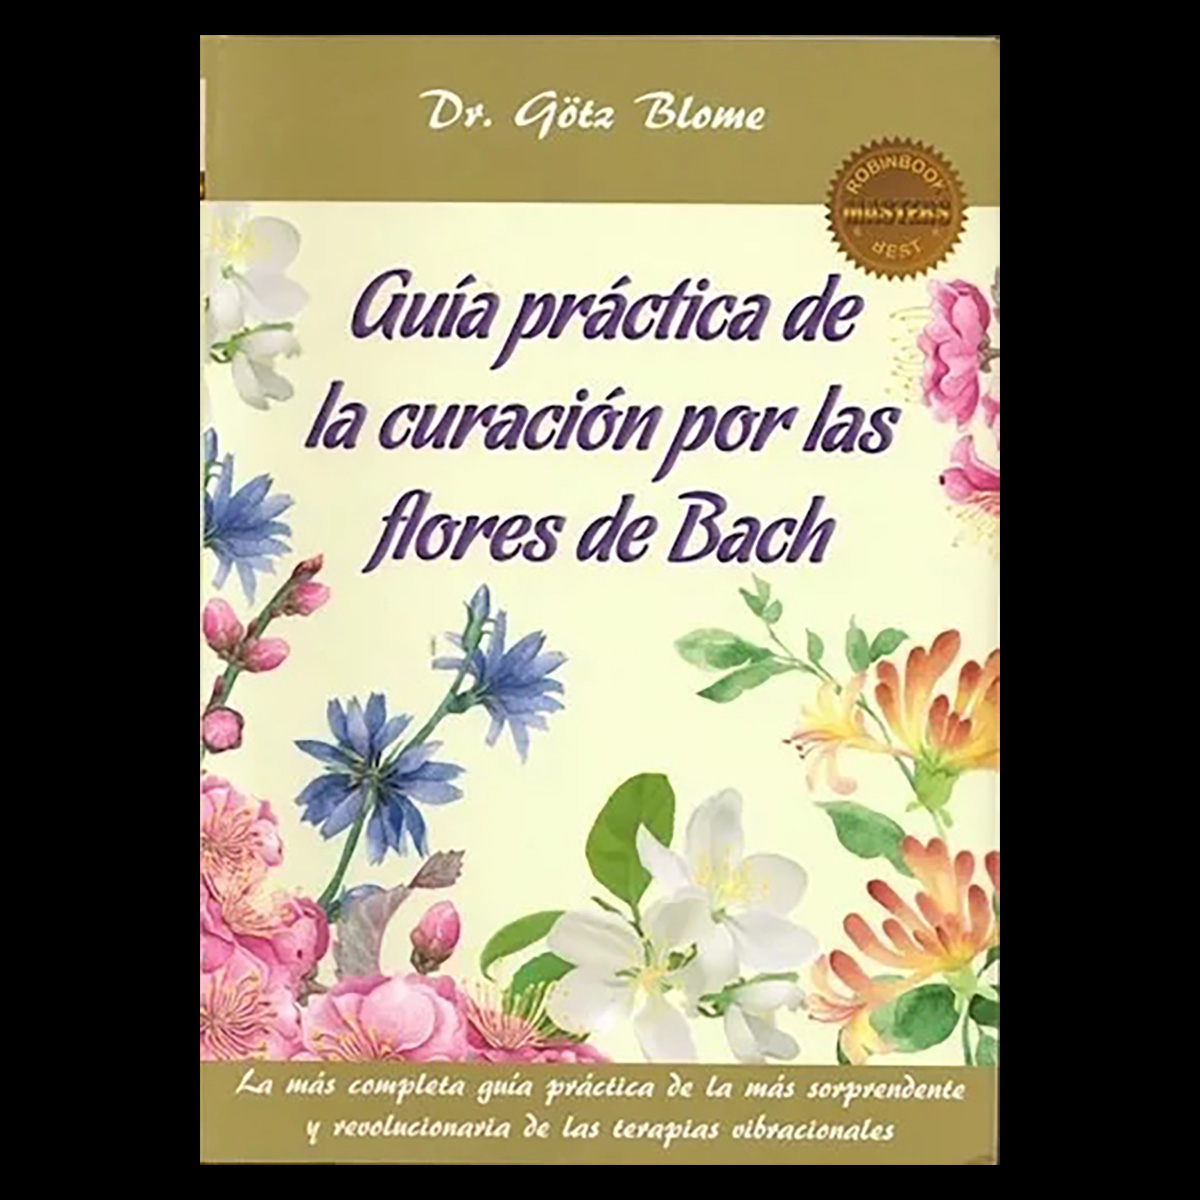 Dr. Götz Blome
ROBINBOOK
MASTERS
BEST
Guía práctica de
la curación por las
flores de Bach
La más completa guía práctica de la más sorprendente
y revolucionaria de las terapias vibracionales